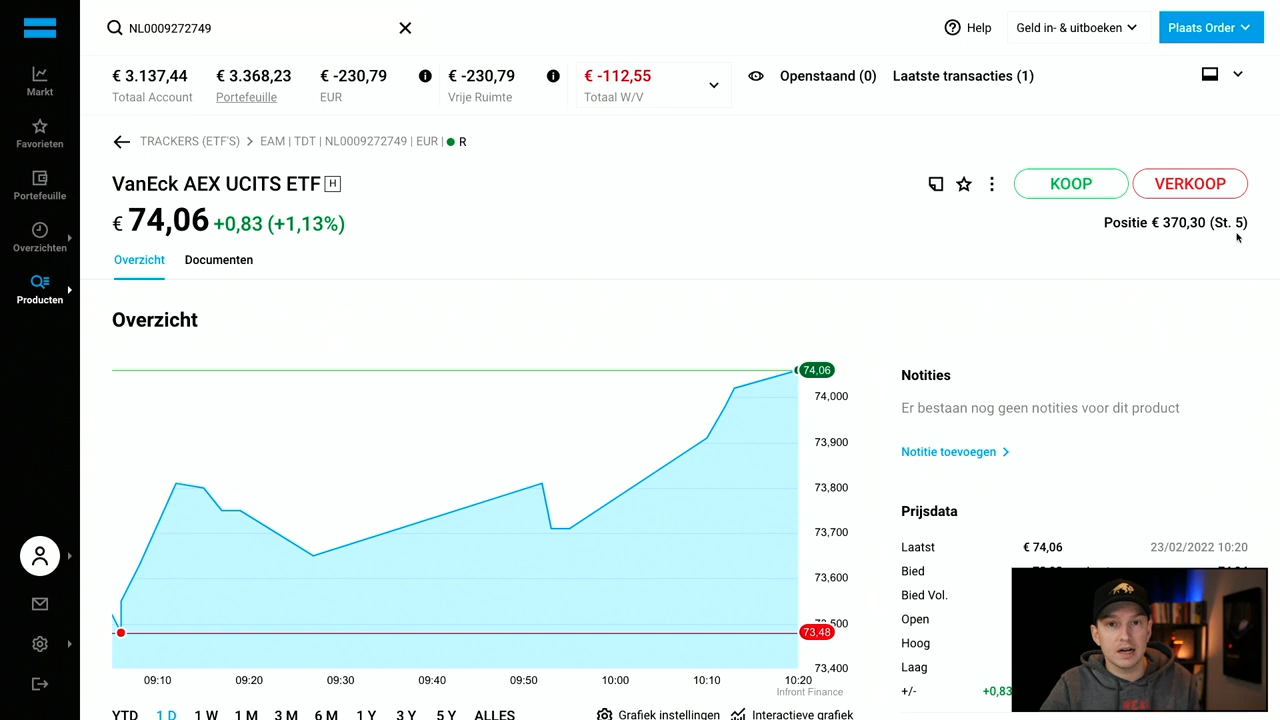 NL0009272749
Help
Geld in- & uitboeken
Plaats Order
Markt
Favorieten
Portefeuille
Overzichten
Producten
€ 3.137,44
Totaal Account
€ 3.368,23
Portefeuille
€ -230,79
EUR
€ -230,79
Vrije Ruimte
€ -112,55
Totaal W/V
Openstaand (0)
Laatste transacties (1)
TRACKERS (ETF'S) > EAM | TDT | NL0009272749 | EUR | R
VanEck AEX UCITS ETF H
€ 74,06 +0,83 (+1,13%)
KOOP
VERKOOP
Positie € 370,30 (St. 5)
Overzicht
Documenten
Overzicht
74,06
74,000
73,900
73,800
73,700
73,600
73,48
73,400
09:10
09:20
09:30
09:40
09:50
10:00
10:10
10:20
Infront Finance
YTD
1 D
1 W
1 M
3 M
6 M
1 Y
3 Y
5 Y
ALLES
Grafiek instellingen
Interactieve grafiek
Notities
Er bestaan nog geen notities voor dit product
Notitie toevoegen
Prijsdata
Laatst € 74,06 23/02/2022 10:20
Bied
Bied Vol.
Open
Hoog
Laag
+/- +0,83